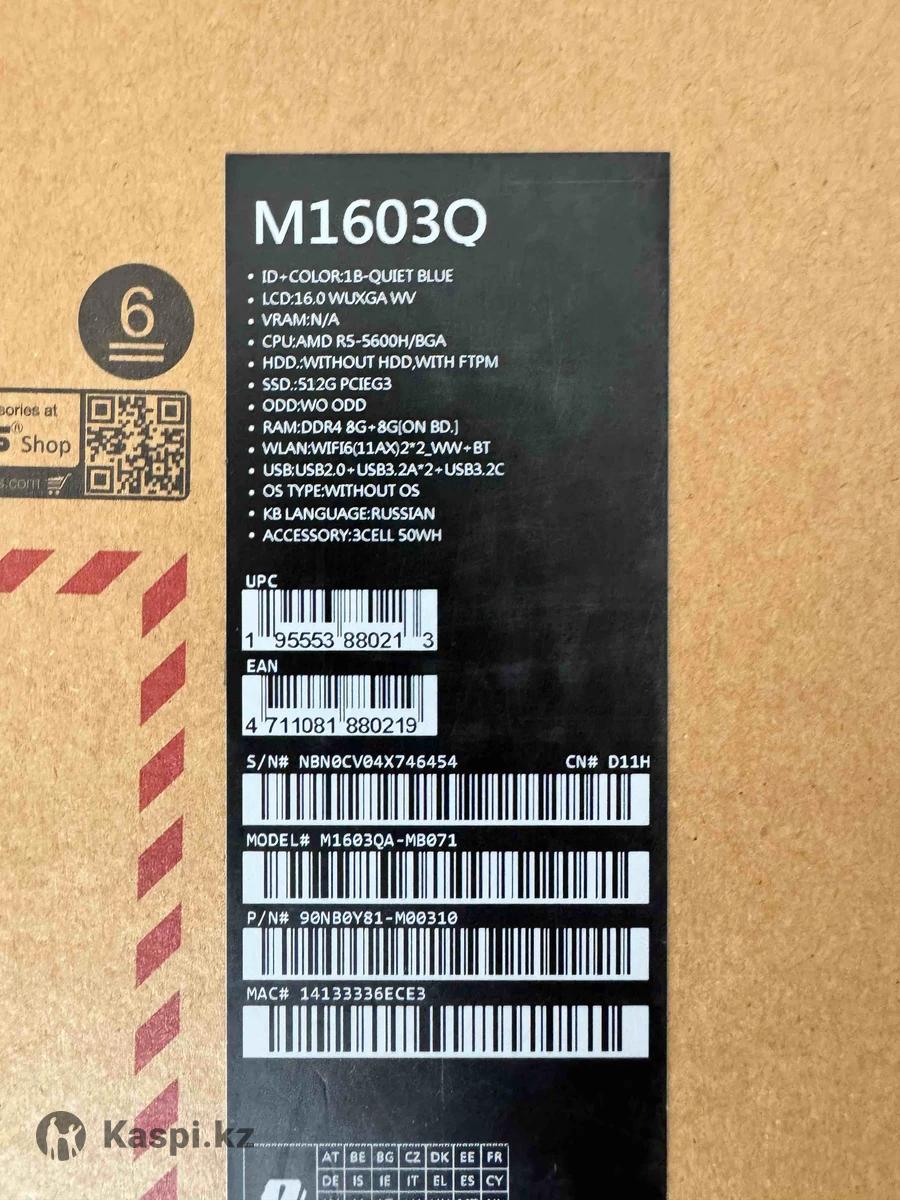 M1603Q
• ID+COLOR:1B-QUIET BLUE
• LCD:16.0 WUXGA WV
• VRAM:N/A
• CPU:AMD R5-5600H/BGA
• HDD.:WITHOUT HDD,WITH FTPM
• SSD.:512G PCIEG3
• ODD:WO ODD
• RAM:DDR4 8G+8G[ON BD.]
• WLAN:WIFI6(11AX)2*2_WW+BT
• USB:USB2.0+USB3.2A*2+USB3.2C
• OS TYPE:WITHOUT OS
• KB LANGUAGE:RUSSIAN
• ACCESSORY:3CELL 50WH
6
sories at
S® Shop
s.com
UPC
1 95553 88021 3
EAN
4 711081 880219
S/N# NBN0CV04X746454 CN# D11H
MODEL# M1603QA-MB071
P/N# 90NB0Y81-M00310
MAC# 14133336ECE3
Kaspi.kz
AT BE BG CZ DK EE FR
DE IS IE IT EL ES CY